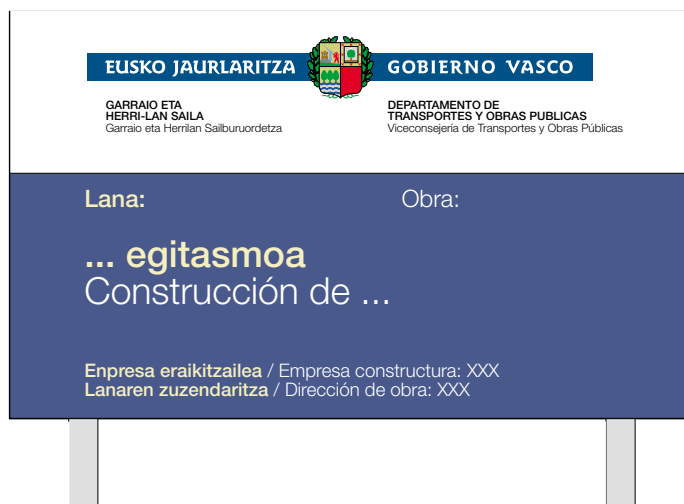 EUSKO JAURLARITZA GOBIERNO VASCO
GARRAIO ETA
HERRI-LAN SAILA
Garraio eta Herrilan Sailburuordetza
DEPARTAMENTO DE
TRANSPORTES Y OBRAS PUBLICAS
Viceconsejería de Transportes y Obras Públicas
Lana: Obra:
... egitasmoa
Construcción de ...
Enpresa eraikitzailea / Empresa constructura: XXX
Lanaren zuzendaritza / Dirección de obra: XXX